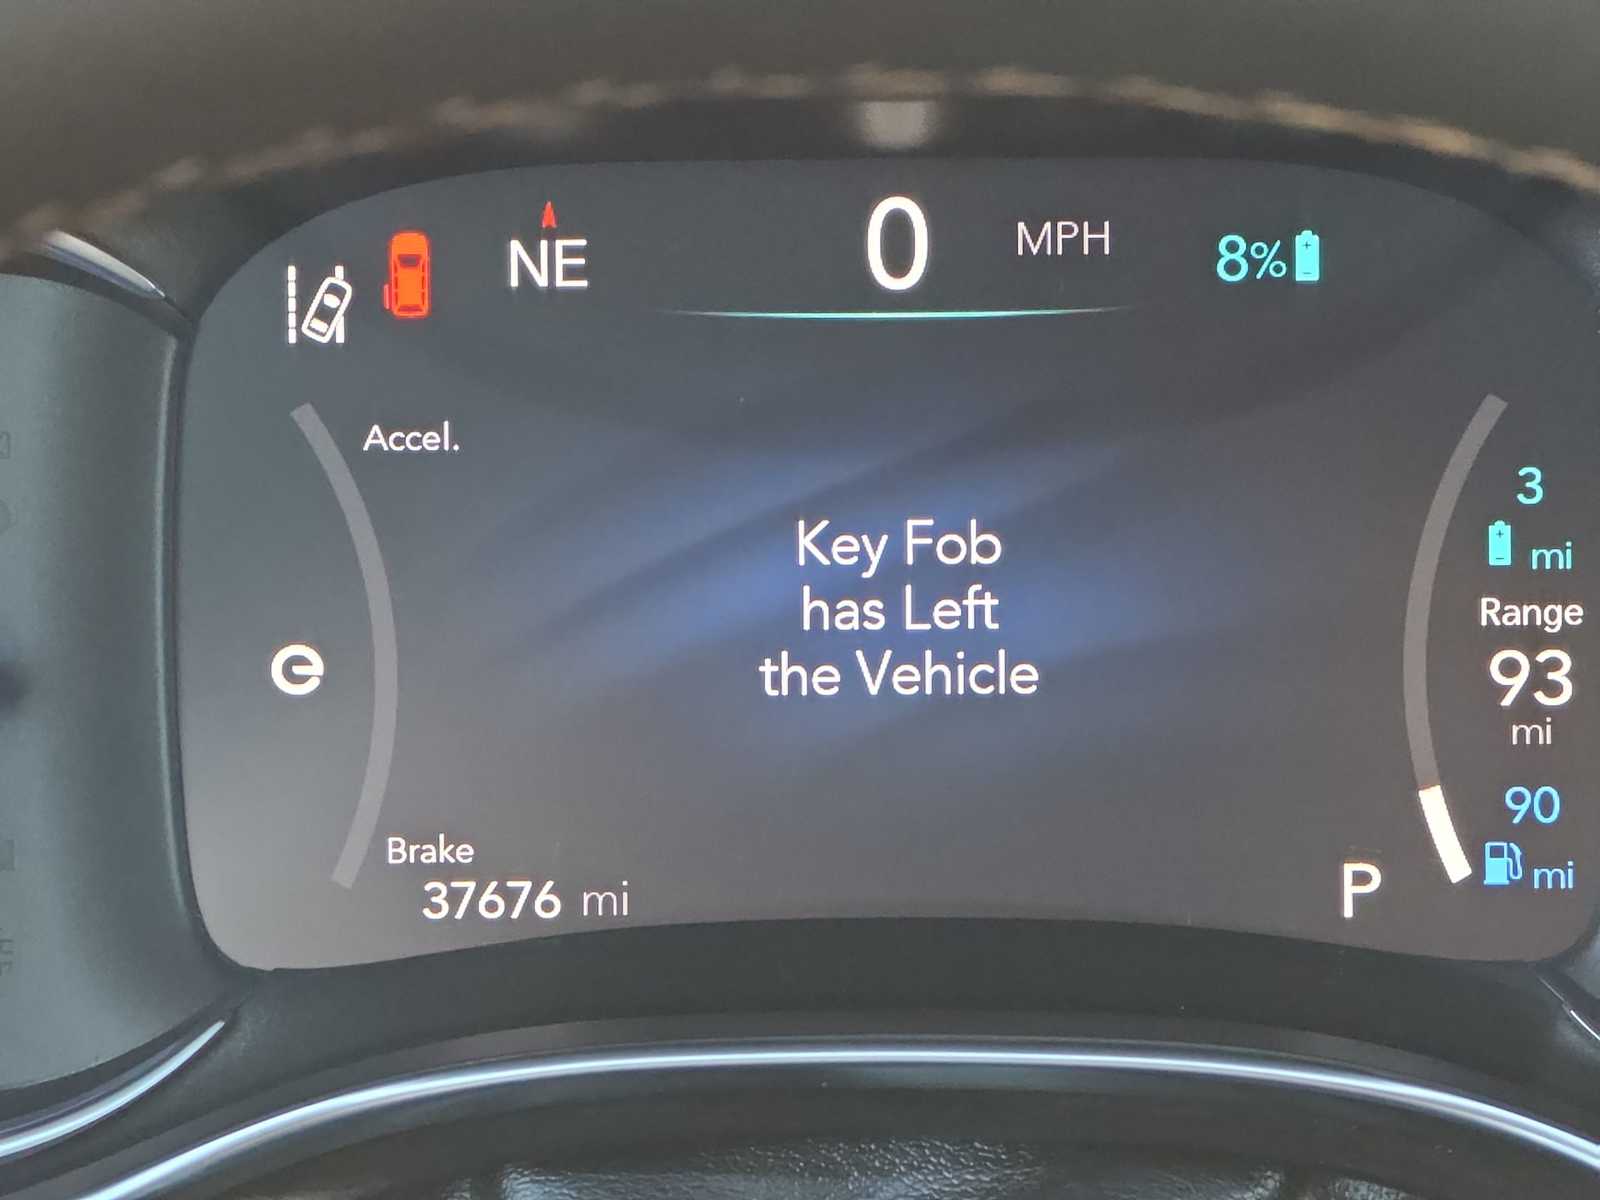 NE
0 MPH
8%
Accel.
3
mi
Range
93
mi
90
mi
Key Fob
has Left
the Vehicle
e
Brake
37676 mi
P